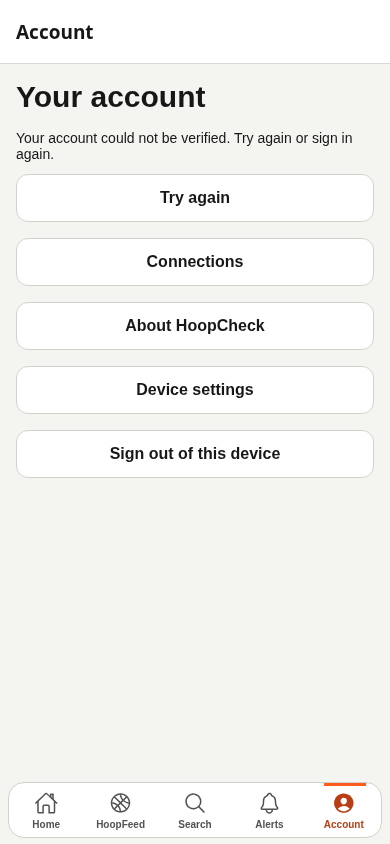 Account
Your account
Your account could not be verified. Try again or sign in
again.
Try again
Connections
About HoopCheck
Device settings
Sign out of this device
Home
HoopFeed
Search
Alerts
Account